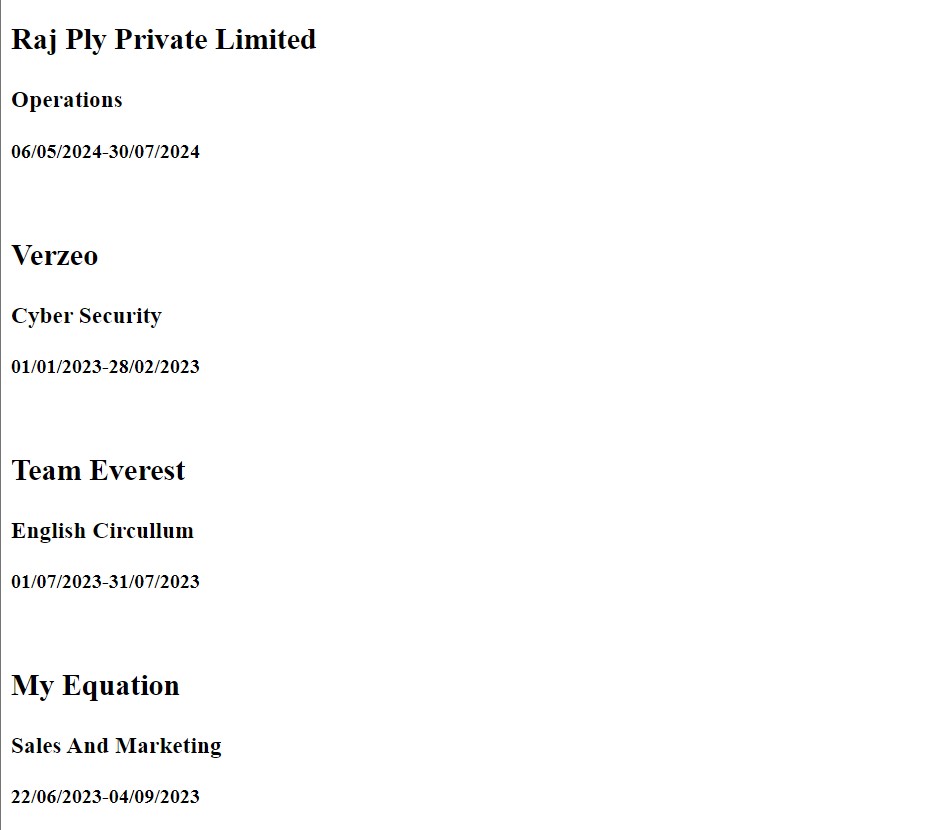 Raj Ply Private Limited
Operations
06/05/2024-30/07/2024
Verzeo
Cyber Security
01/01/2023-28/02/2023
Team Everest
English Circullum
01/07/2023-31/07/2023
My Equation
Sales And Marketing
22/06/2023-04/09/2023